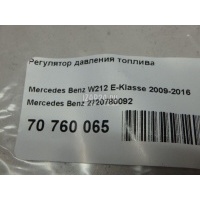 Регулятор давления топлива
Mercedes Benz W212 E-Klasse 2009-2016
Mercedes Benz 2720780092
70 760 065